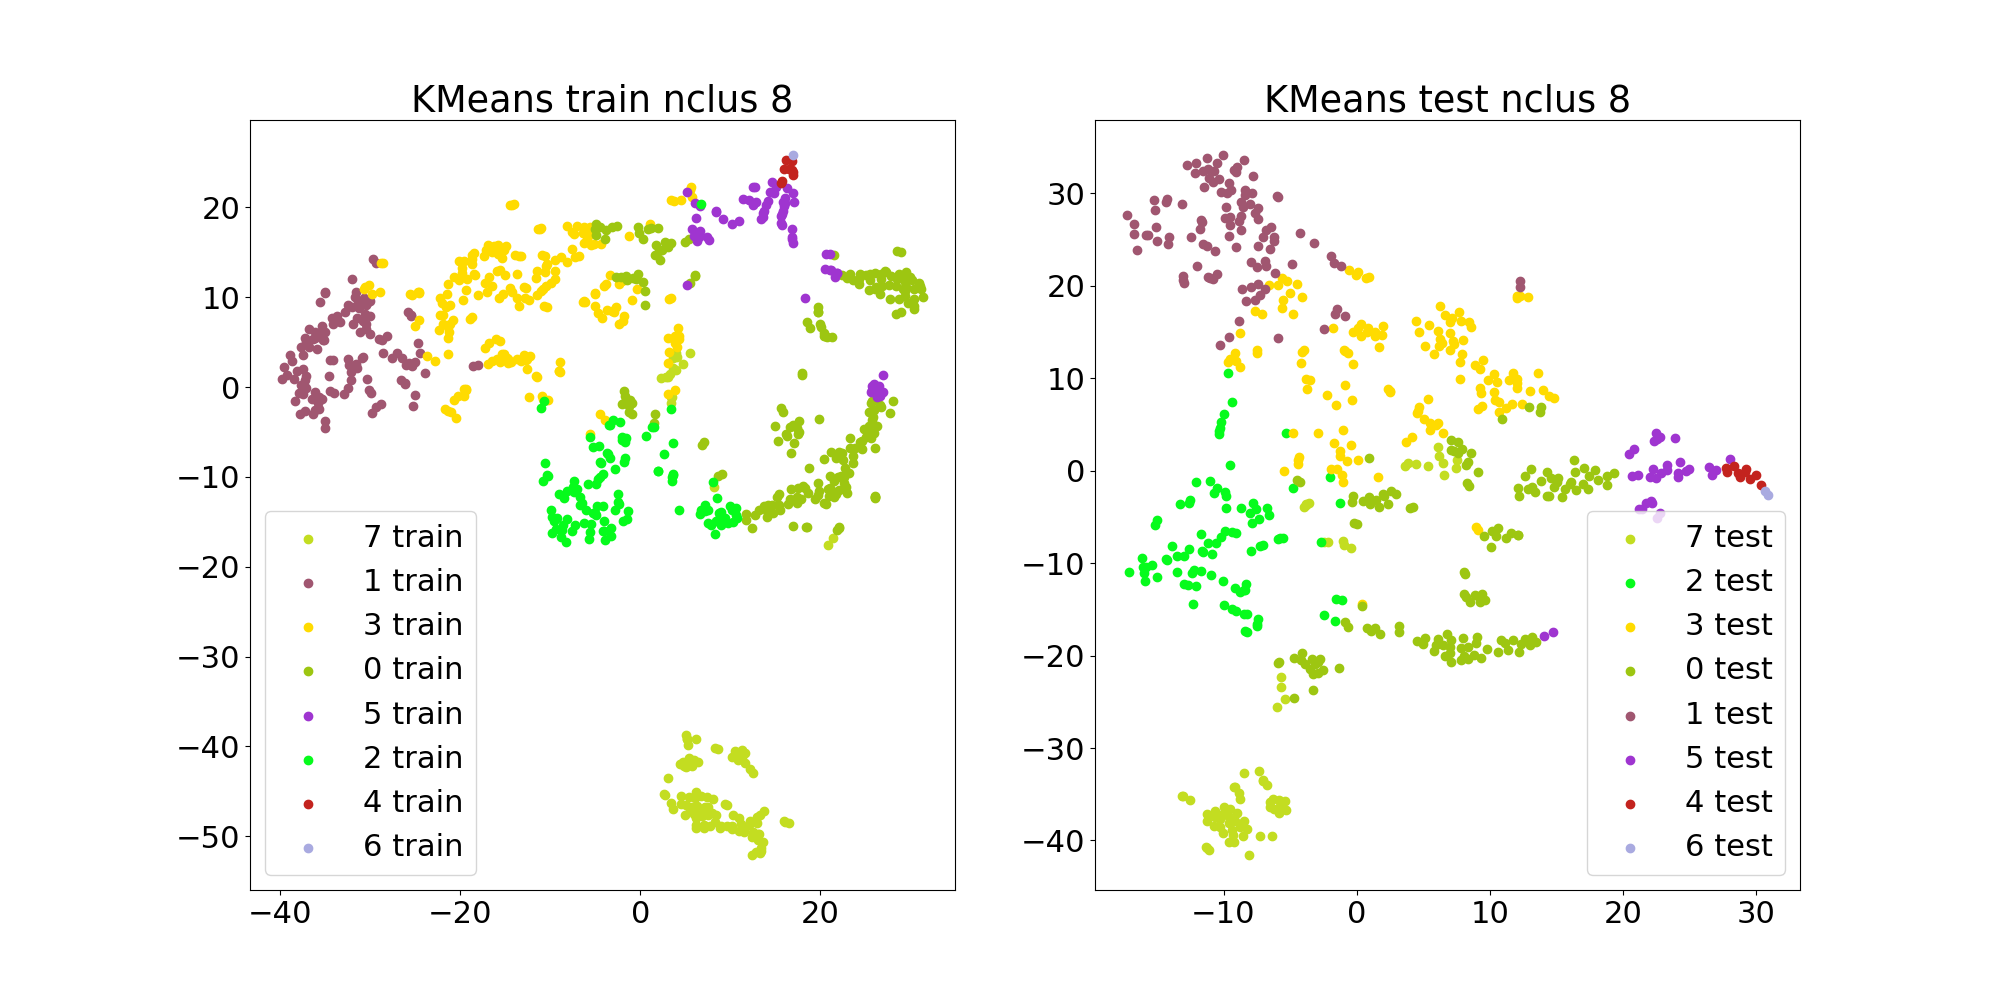 KMeans train nclus 8
20
10
0
−10
−20
−30
−40
−50
−40
−20
0
20
7 train
1 train
3 train
0 train
5 train
2 train
4 train
6 train
KMeans test nclus 8
30
20
10
0
−10
−20
−30
−40
−10
0
10
20
30
7 test
2 test
3 test
0 test
1 test
5 test
4 test
6 test